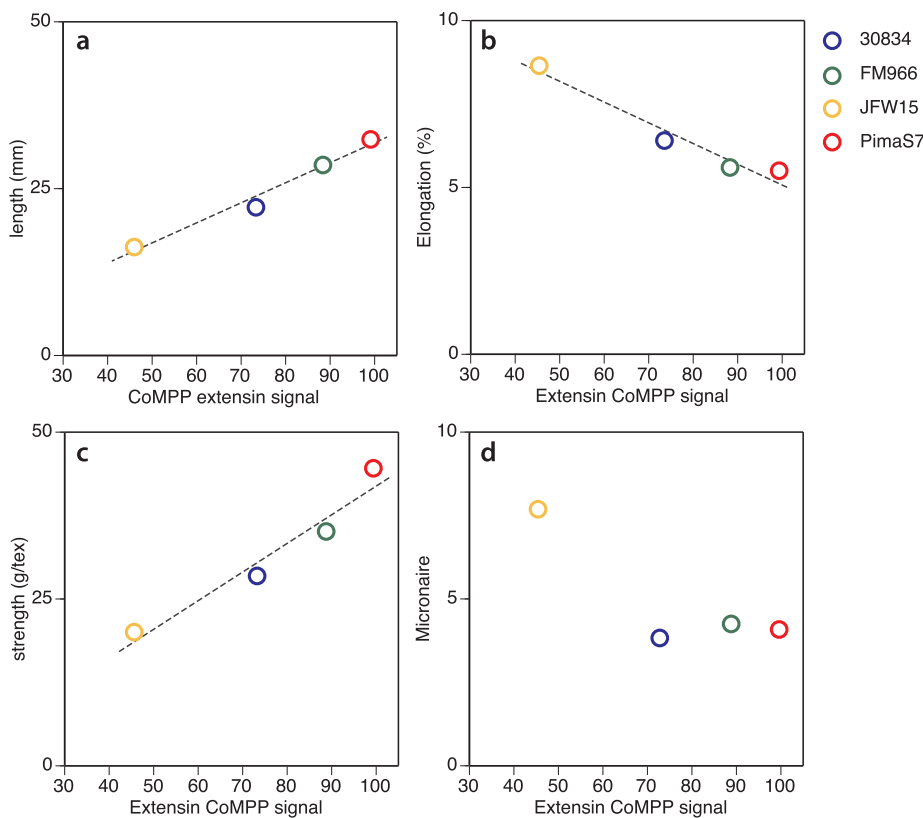 a
50
25
0
length (mm)
30 40 50 60 70 80 90 100
CoMPP extensin signal
b
10
5
0
Elongation (%)
30 40 50 60 70 80 90 100
Extensin CoMPP signal
30834
FM966
JFW15
PimaS7
c
50
25
0
strength (g/tex)
30 40 50 60 70 80 90 100
Extensin CoMPP signal
d
10
5
0
Micronaire
30 40 50 60 70 80 90 100
Extensin CoMPP signal